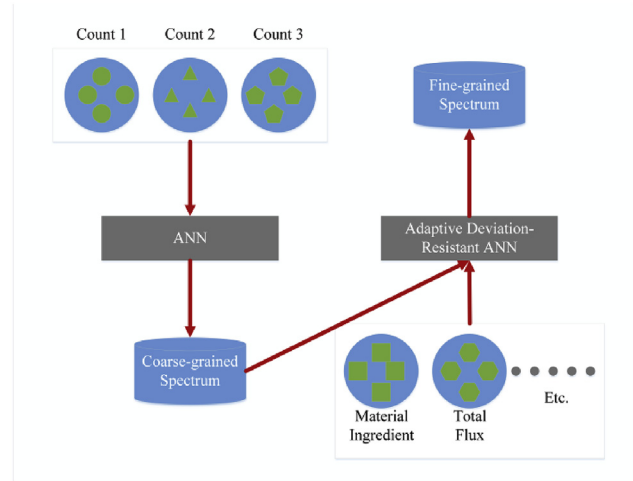 Count 1
Count 2
Count 3
ANN
Coarse-grained
Spectrum
Fine-grained
Spectrum
Adaptive Deviation-
Resistant ANN
Material
Ingredient
Total
Flux
Etc.